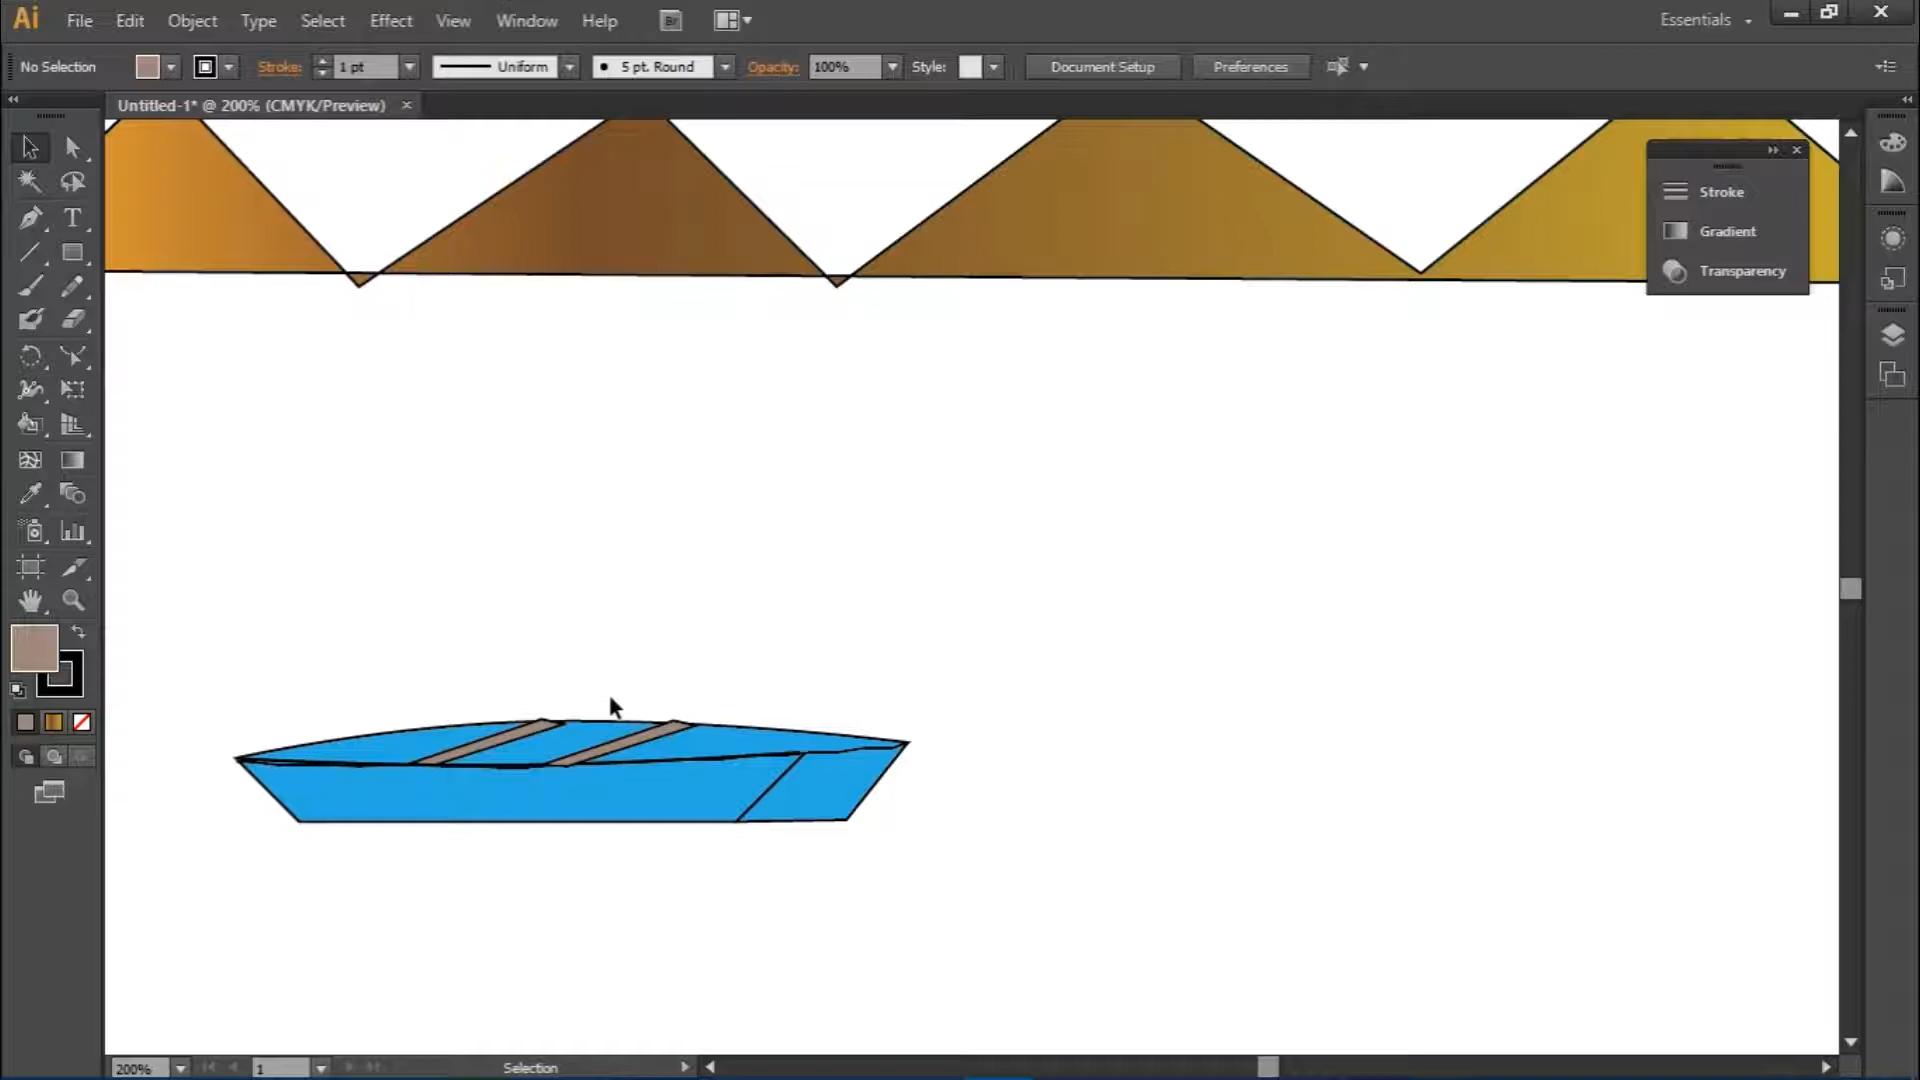 Ai File Edit Object Type Select Effect View Window Help Br Essentials
No Selection Stroke: 1 pt Uniform 5 pt. Round Opacity: 100% Style: Document Setup Preferences
Untitled-1* @ 200% (CMYK/Preview)
Stroke
Gradient
Transparency
T
200% 1 Selection